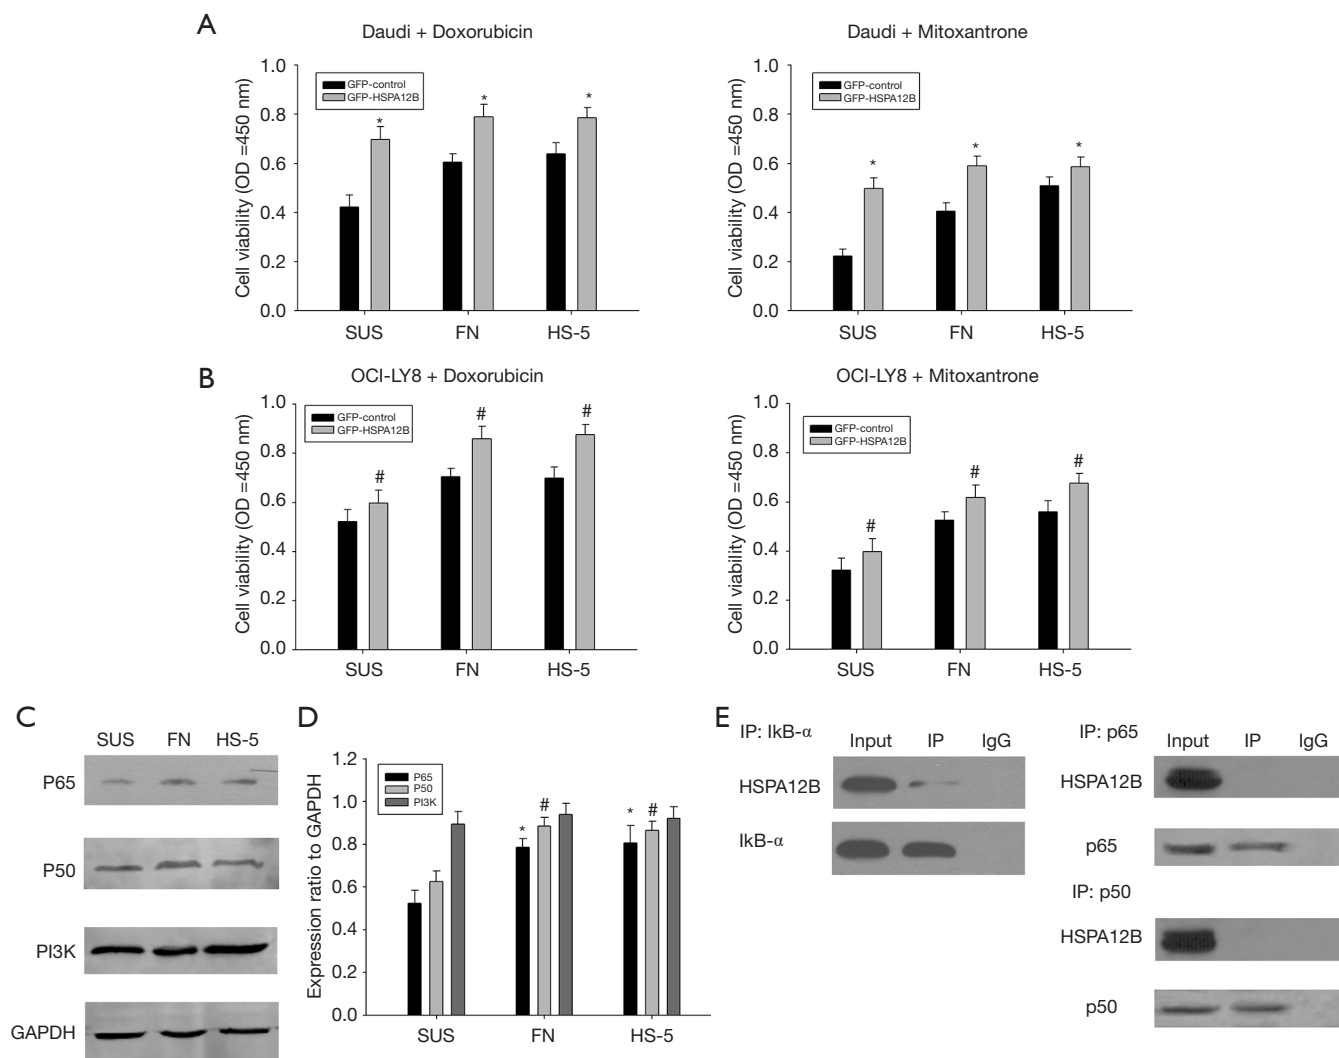 A
Daudi + Doxorubicin
Cell viability (OD =450 nm)
1.0
0.8
0.6
0.4
0.2
0.0
GFP-control
GFP-HSPA12B
*
*
*
SUS FN HS-5
Daudi + Mitoxantrone
Cell viability (OD =450 nm)
1.0
0.8
0.6
0.4
0.2
0.0
GFP-control
GFP-HSPA12B
*
*
*
SUS FN HS-5
B
OCI-LY8 + Doxorubicin
Cell viability (OD =450 nm)
1.0
0.8
0.6
0.4
0.2
0.0
GFP-control
GFP-HSPA12B
#
#
#
SUS FN HS-5
OCI-LY8 + Mitoxantrone
Cell viability (OD =450 nm)
1.0
0.8
0.6
0.4
0.2
0.0
GFP-control
GFP-HSPA12B
#
#
#
SUS FN HS-5
C
SUS FN HS-5
P65
P50
PI3K
GAPDH
D
Expression ratio to GAPDH
1.2
1.0
0.8
0.6
0.4
0.2
0.0
P65
P50
PI3K
* #
* #
SUS FN HS-5
E
IP: IkB-α
Input IP IgG
HSPA12B
IkB-α
IP: p65
Input IP IgG
HSPA12B
p65
IP: p50
HSPA12B
p50